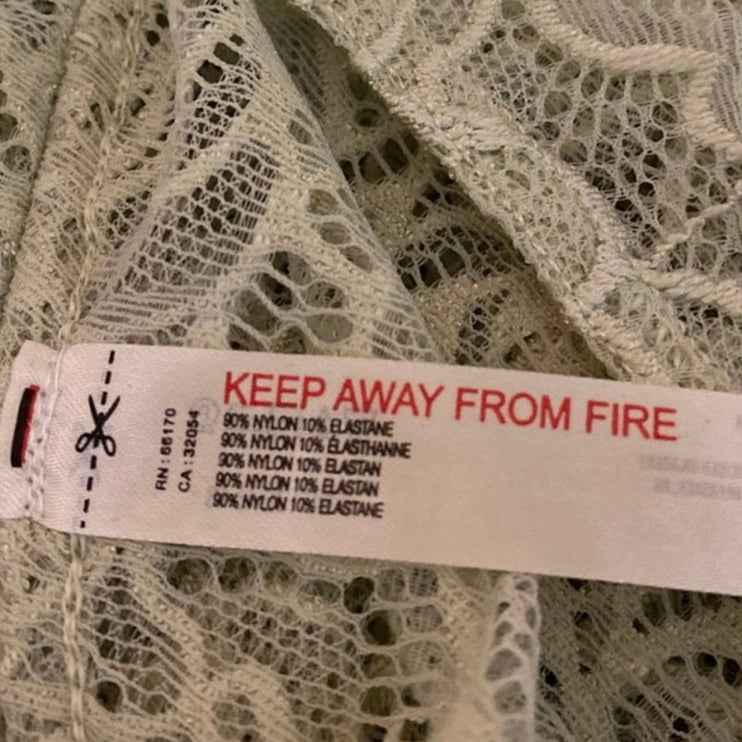 KEEP AWAY FROM FIRE
90% NYLON 10% ELASTANE
90% NYLON 10% ÉLASTHANNE
90% NYLON 10% ELASTAN
90% NYLON 10% ELASTAN
90% NYLON 10% ELASTANE
RN : 66170
CA : 32054